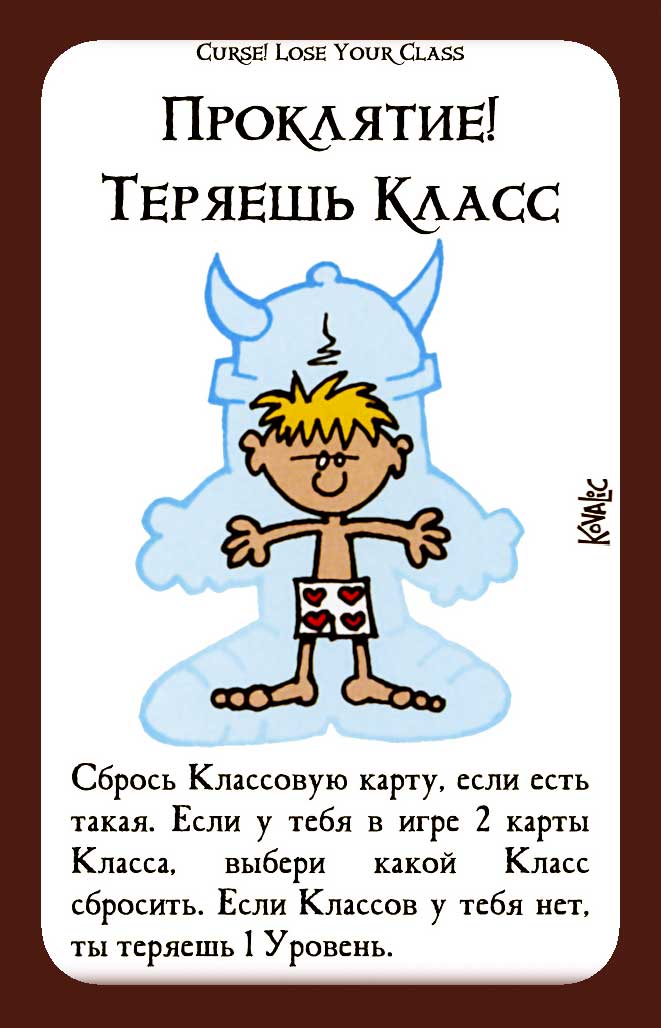 Curse! Lose Your Class
Проклятие!
Теряешь Класс
Kovalic
Сбрось Классовую карту, если есть
такая. Если у тебя в игре 2 карты
Класса, выбери какой Класс
сбросить. Если Классов у тебя нет,
ты теряешь 1 Уровень.